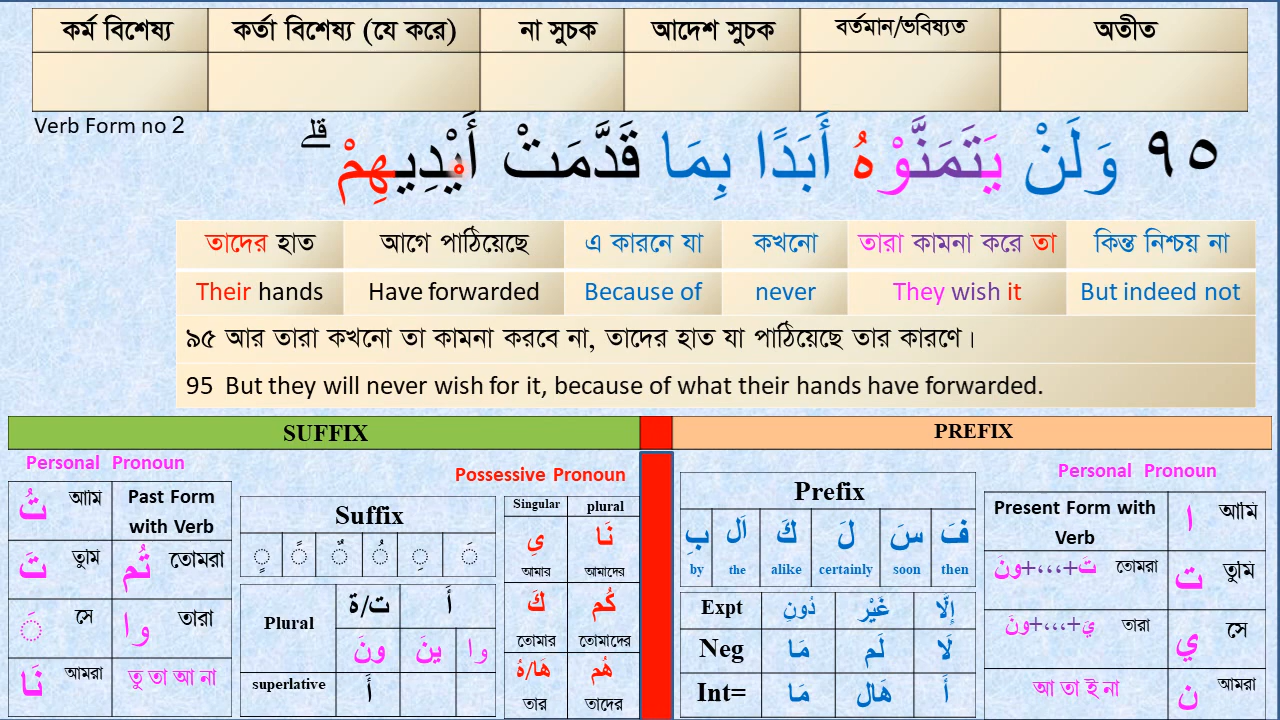 কর্ম বিশেষ্য কর্তা বিশেষ্য (যে করে) না সুচক আদেশ সুচক বর্তমান/ভবিষ্যত অতীত
Verb Form no 2
٩٥ وَلَنْ يَتَمَنَّوْهُ أَبَدًا بِمَا قَدَّمَتْ أَيْدِيهِمْ ۗ
তাদের হাত আগে পাঠিয়েছে এ কারনে যা কখনো তারা কামনা করে তা কিন্ত নিশ্চয় না
Their hands Have forwarded Because of never They wish it But indeed not
৯৫ আর তারা কখনো তা কামনা করবে না, তাদের হাত যা পাঠিয়েছে তার কারণে।
95 But they will never wish for it, because of what their hands have forwarded.
SUFFIX
Personal Pronoun
تُ আমি Past Form with Verb
تَ তুমি تُم তোমরা
◌َ সে وا তারা
نَا আমরা তু তা আ না
Suffix
◌ٍ ◌ً ◌ٌ ◌ُ ◌ِ ◌َ
Plural ت/ة أَ
ونَ ينَ وا
superlative أَ
Possessive Pronoun
Singular plural
يِ نَا
আমার আমাদের
كَ كُم
তোমার তোমাদের
هَا/هُ هُم
তার তাদের
PREFIX
Prefix
بِ اَل كَ لَ سَ فَ
by the alike certainly soon then
Expt دُونِ غَيْرِ إِلَّا
Neg مَا لَم لَا
Int= مَا هَال أَ
Personal Pronoun
Present Form with Verb ا আমি
تَ+،،،+ونَ তোমরা ت তুমি
يَ+،،،+ونَ তারা ي সে
আ তা ই না ن আমরা